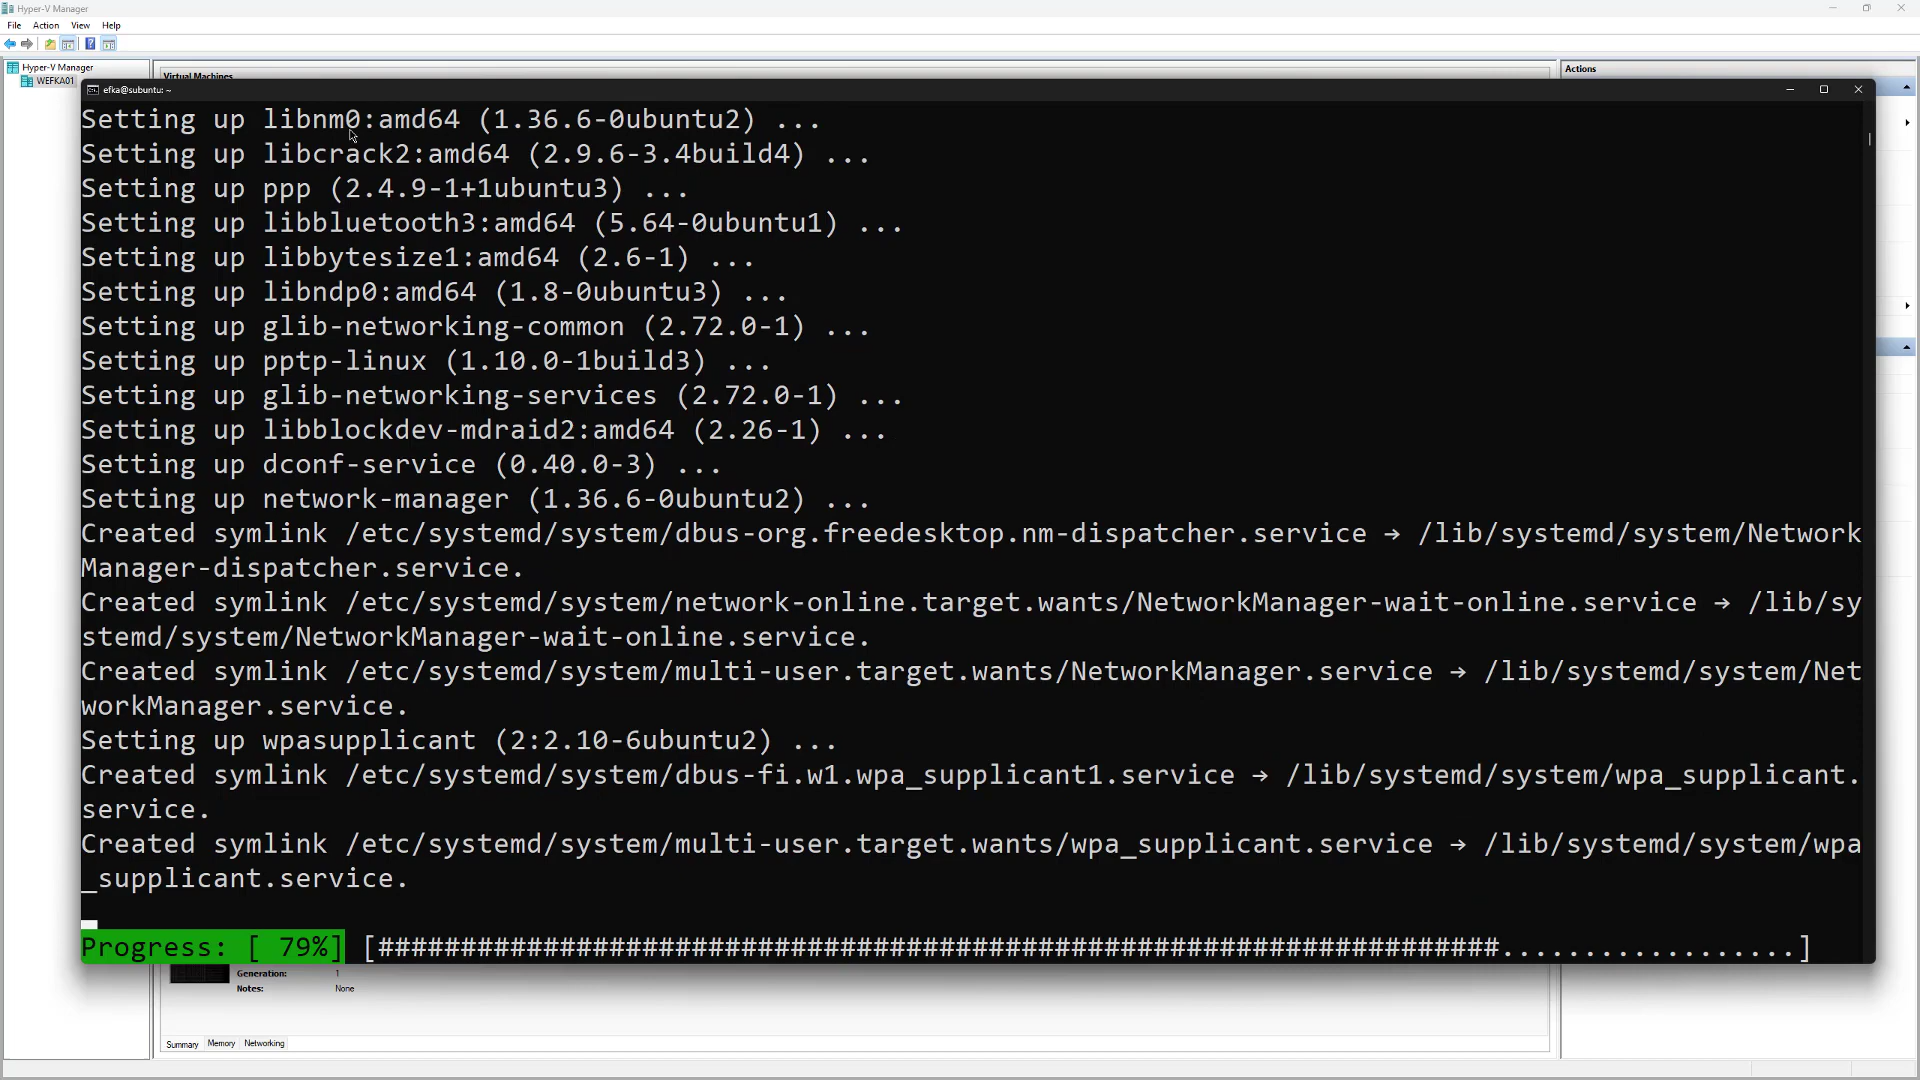 Hyper-V Manager
File Action View Help
Hyper-V Manager
WEFKA01
Virtual Machines
Actions
efka@subuntu: ~
Setting up libnm0:amd64 (1.36.6-0ubuntu2) ...
Setting up libcrack2:amd64 (2.9.6-3.4build4) ...
Setting up ppp (2.4.9-1+1ubuntu3) ...
Setting up libbluetooth3:amd64 (5.64-0ubuntu1) ...
Setting up libbytesize1:amd64 (2.6-1) ...
Setting up libndp0:amd64 (1.8-0ubuntu3) ...
Setting up glib-networking-common (2.72.0-1) ...
Setting up pptp-linux (1.10.0-1build3) ...
Setting up glib-networking-services (2.72.0-1) ...
Setting up libblockdev-mdraid2:amd64 (2.26-1) ...
Setting up dconf-service (0.40.0-3) ...
Setting up network-manager (1.36.6-0ubuntu2) ...
Created symlink /etc/systemd/system/dbus-org.freedesktop.nm-dispatcher.service → /lib/systemd/system/Network
Manager-dispatcher.service.
Created symlink /etc/systemd/system/network-online.target.wants/NetworkManager-wait-online.service → /lib/sy
stemd/system/NetworkManager-wait-online.service.
Created symlink /etc/systemd/system/multi-user.target.wants/NetworkManager.service → /lib/systemd/system/Net
workManager.service.
Setting up wpasupplicant (2:2.10-6ubuntu2) ...
Created symlink /etc/systemd/system/dbus-fi.w1.wpa_supplicant1.service → /lib/systemd/system/wpa_supplicant.
service.
Created symlink /etc/systemd/system/multi-user.target.wants/wpa_supplicant.service → /lib/systemd/system/wpa
_supplicant.service.
Progress: [ 79%] [####################################################################..................]
Generation: 1
Notes: None
Summary Memory Networking